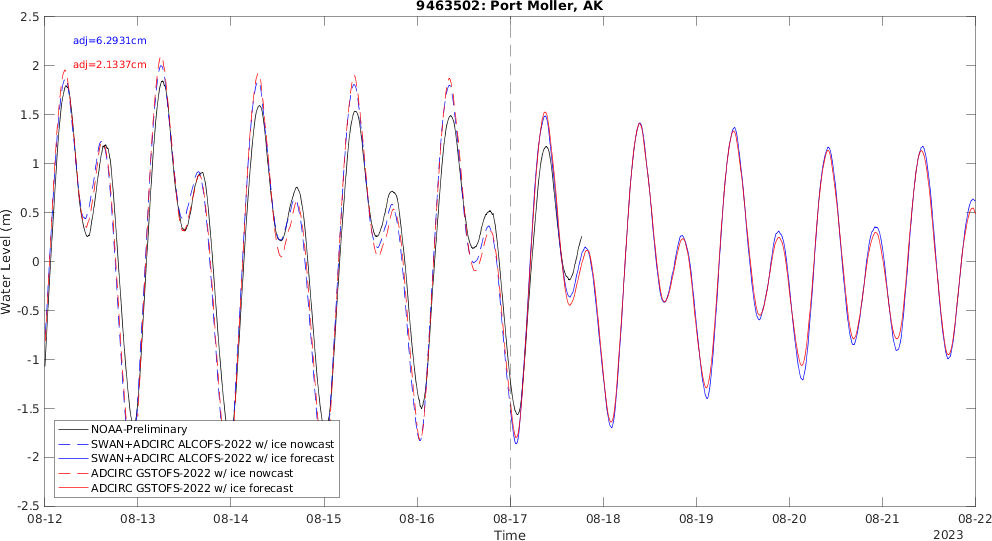 9463502: Port Moller, AK
adj=6.2931cm
adj=2.1337cm
2.5
2
1.5
1
0.5
0
-0.5
-1
-1.5
-2
-2.5
Water Level (m)
NOAA-Preliminary
SWAN+ADCIRC ALCOFS-2022 w/ ice nowcast
SWAN+ADCIRC ALCOFS-2022 w/ ice forecast
ADCIRC GSTOFS-2022 w/ ice nowcast
ADCIRC GSTOFS-2022 w/ ice forecast
08-12 08-13 08-14 08-15 08-16 08-17 08-18 08-19 08-20 08-21 08-22
Time
2023